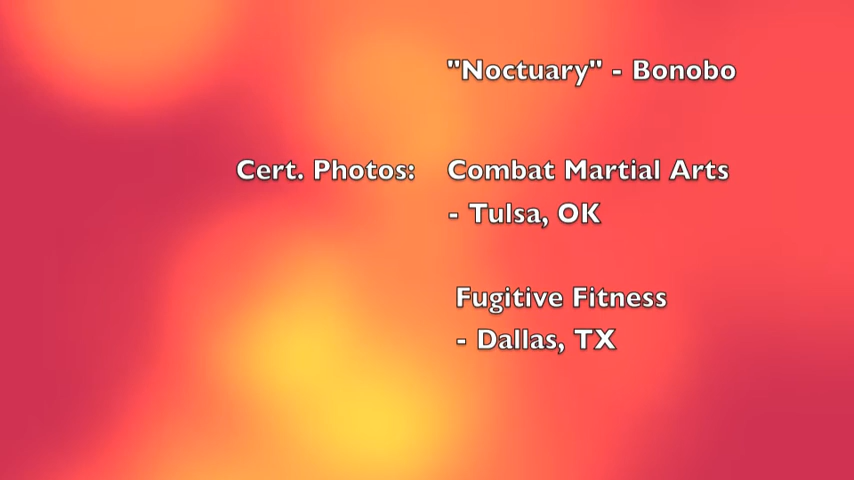 "Noctuary" - Bonobo
Cert. Photos: Combat Martial Arts
- Tulsa, OK
Fugitive Fitness
- Dallas, TX